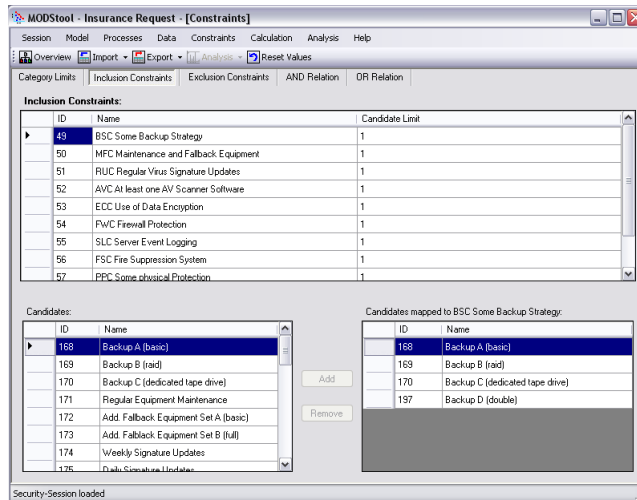 MODStool - Insurance Request - [Constraints]
Session Model Processes Data Constraints Calculation Analysis Help
Overview Import Export Analysis Reset Values
Category Limits Inclusion Constraints Exclusion Constraints AND Relation OR Relation
Inclusion Constraints:
ID Name Candidate Limit
49 BSC Some Backup Strategy 1
50 MFC Maintenance and Fallback Equipment 1
51 RUC Regular Virus Signature Updates 1
52 AVC At least one AV Scanner Software 1
53 ECC Use of Data Encryption 1
54 FWC Firewall Protection 1
55 SLC Server Event Logging 1
56 FSC Fire Suppression System 1
57 PPC Some physical Protection 1
Candidates: Candidates mapped to BSC Some Backup Strategy:
ID Name ID Name
168 Backup A (basic) 168 Backup A (basic)
169 Backup B (raid) 169 Backup B (raid)
170 Backup C (dedicated tape drive) Add 170 Backup C (dedicated tape drive)
171 Regular Equipment Maintenance 197 Backup D (double)
172 Add. Fallback Equipment Set A (basic) Remove
173 Add. Falblack Equipment Set B (full)
174 Weekly Signature Updates
175 Daily Signature Updates
Security-Session loaded